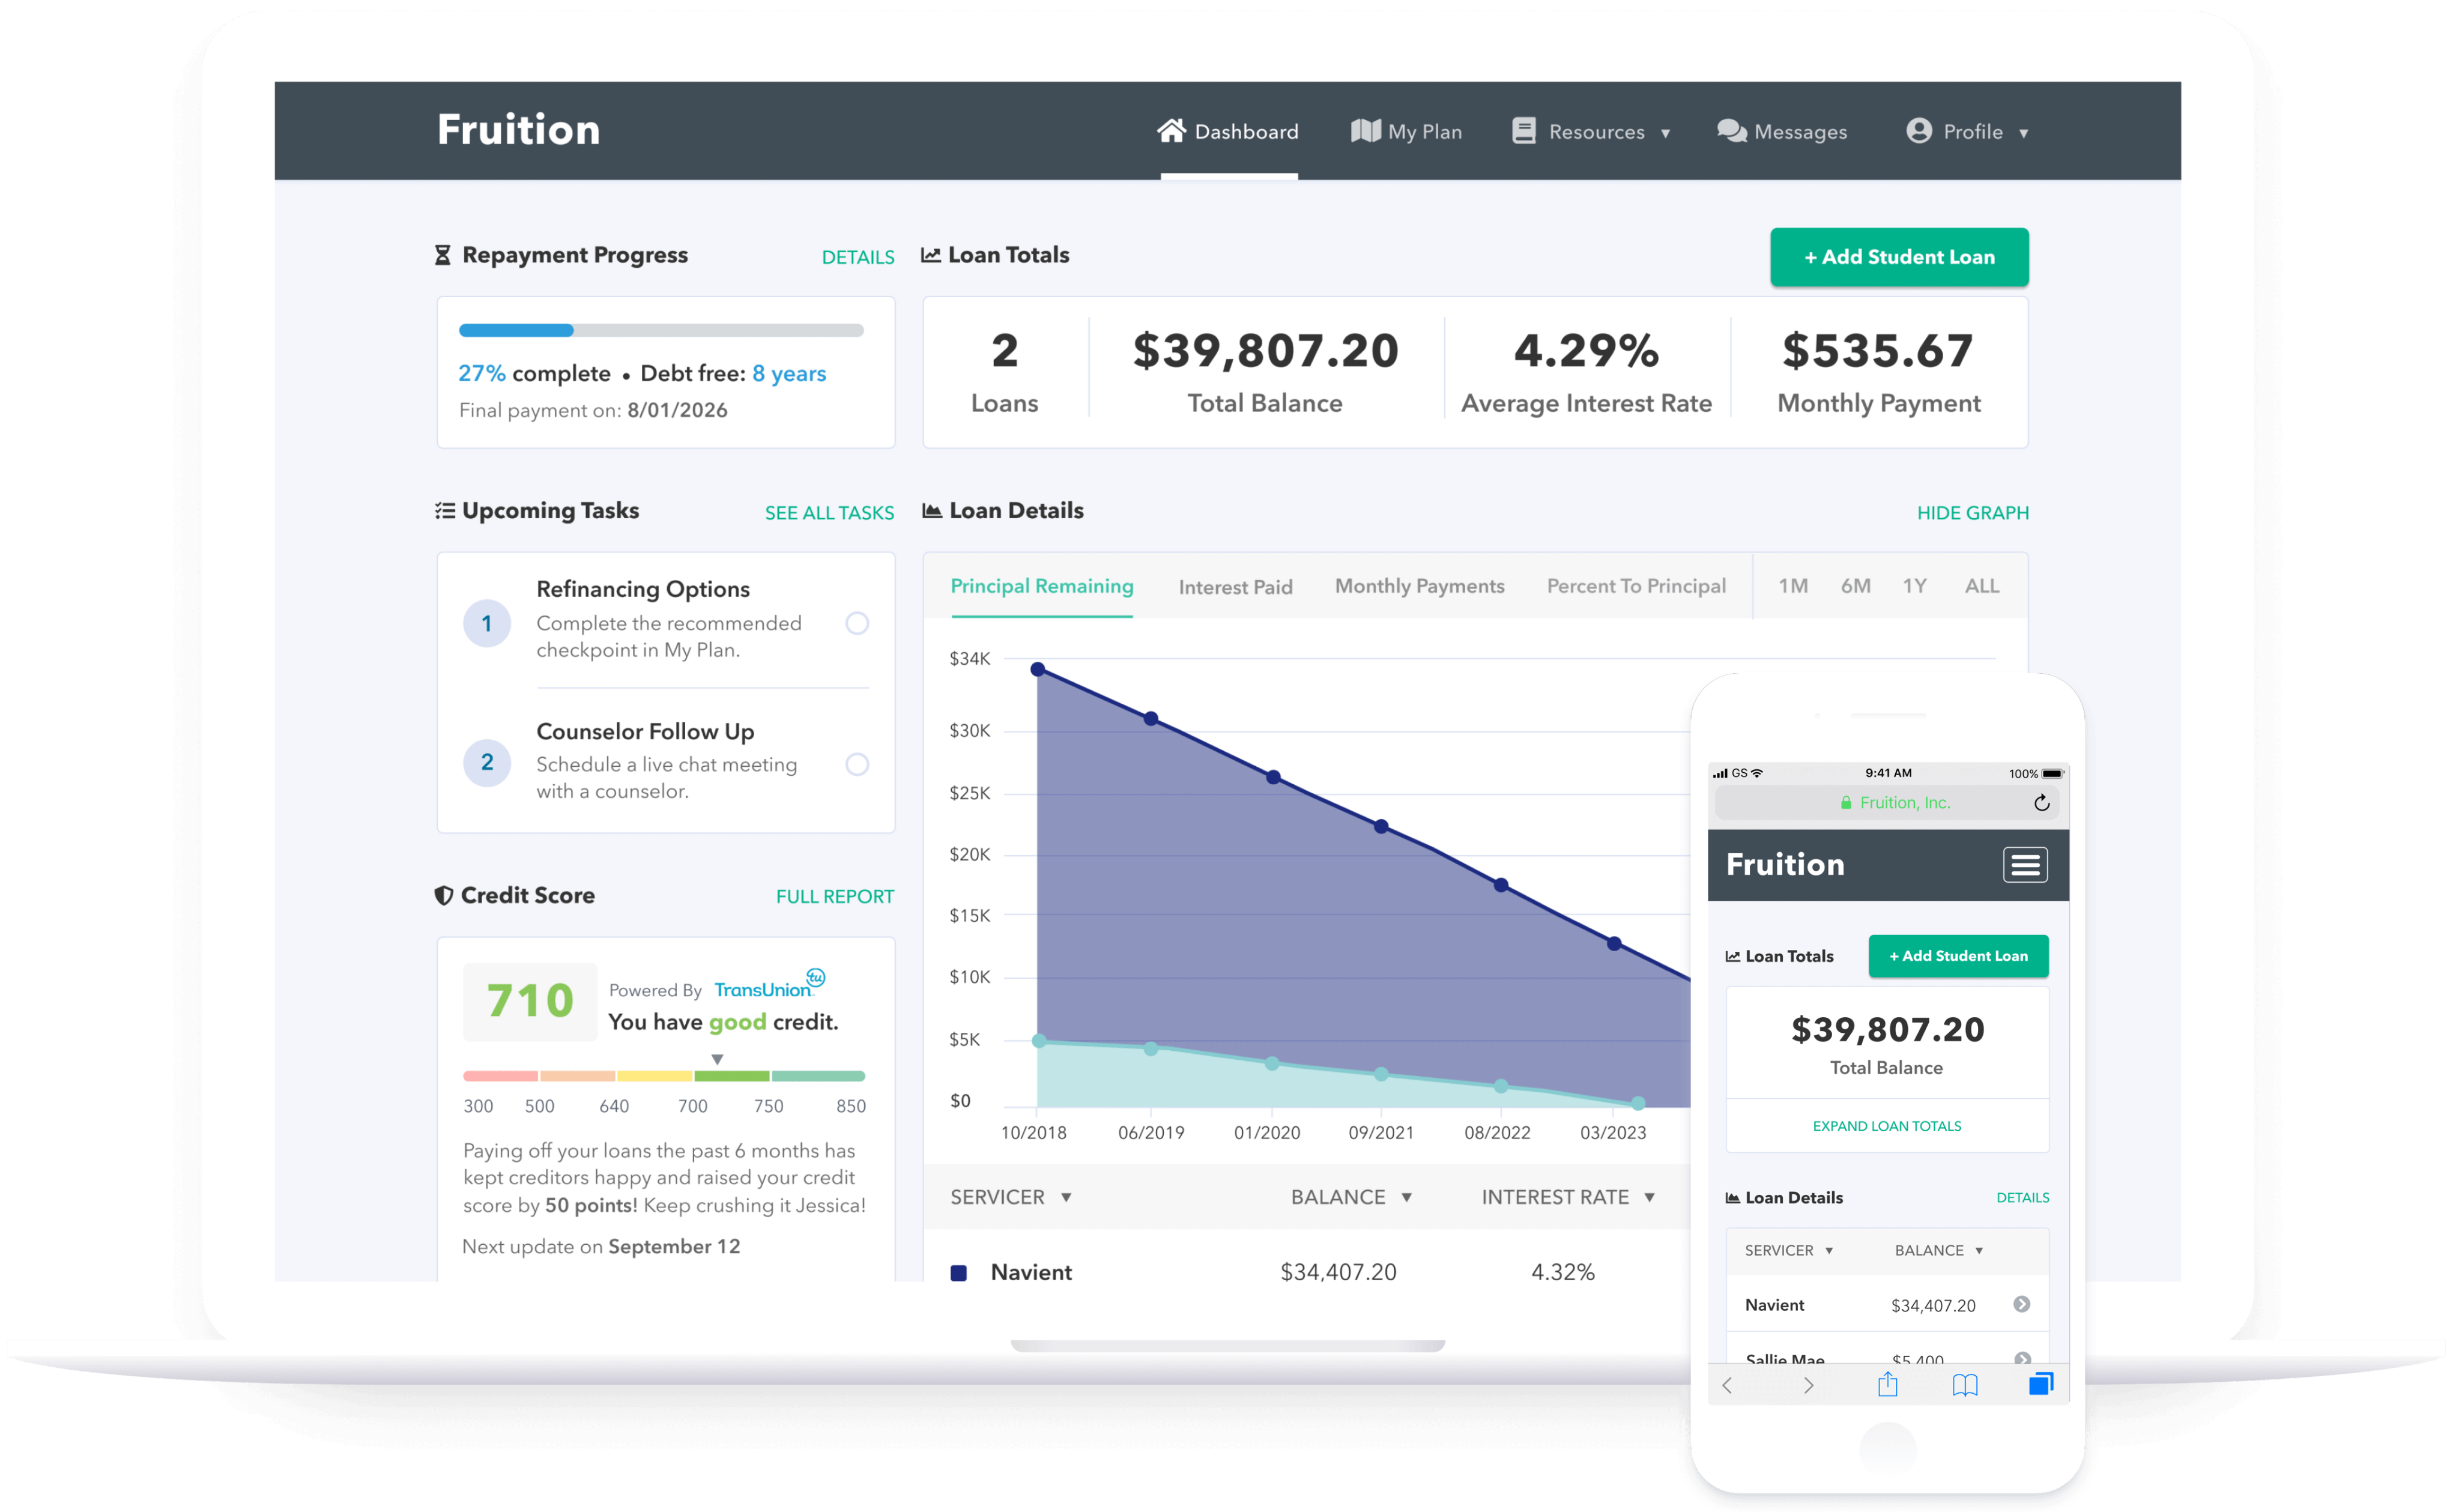 Fruition
Dashboard
My Plan
Resources ▼
Messages
Profile ▼
Repayment Progress
DETAILS
27% complete • Debt free: 8 years
Final payment on: 8/01/2026
Loan Totals
+ Add Student Loan
2
Loans
$39,807.20
Total Balance
4.29%
Average Interest Rate
$535.67
Monthly Payment
Upcoming Tasks
SEE ALL TASKS
1
Refinancing Options
Complete the recommended
checkpoint in My Plan.
2
Counselor Follow Up
Schedule a live chat meeting
with a counselor.
Credit Score
FULL REPORT
710
Powered By TransUnion tu
You have good credit.
300 500 640 700 750 850
Paying off your loans the past 6 months has
kept creditors happy and raised your credit
score by 50 points! Keep crushing it Jessica!
Next update on September 12
Loan Details
HIDE GRAPH
Principal Remaining
Interest Paid
Monthly Payments
Percent To Principal
1M 6M 1Y ALL
$34K
$30K
$25K
$20K
$15K
$10K
$5K
$0
10/2018 06/2019 01/2020 09/2021 08/2022 03/2023
SERVICER ▼ BALANCE ▼ INTEREST RATE ▼
Navient $34,407.20 4.32%
GS 9:41 AM 100%
Fruition, Inc.
Fruition
Loan Totals
+ Add Student Loan
$39,807.20
Total Balance
EXPAND LOAN TOTALS
Loan Details
DETAILS
SERVICER ▼ BALANCE ▼
Navient $34,407.20
Sallie Mae $5,400